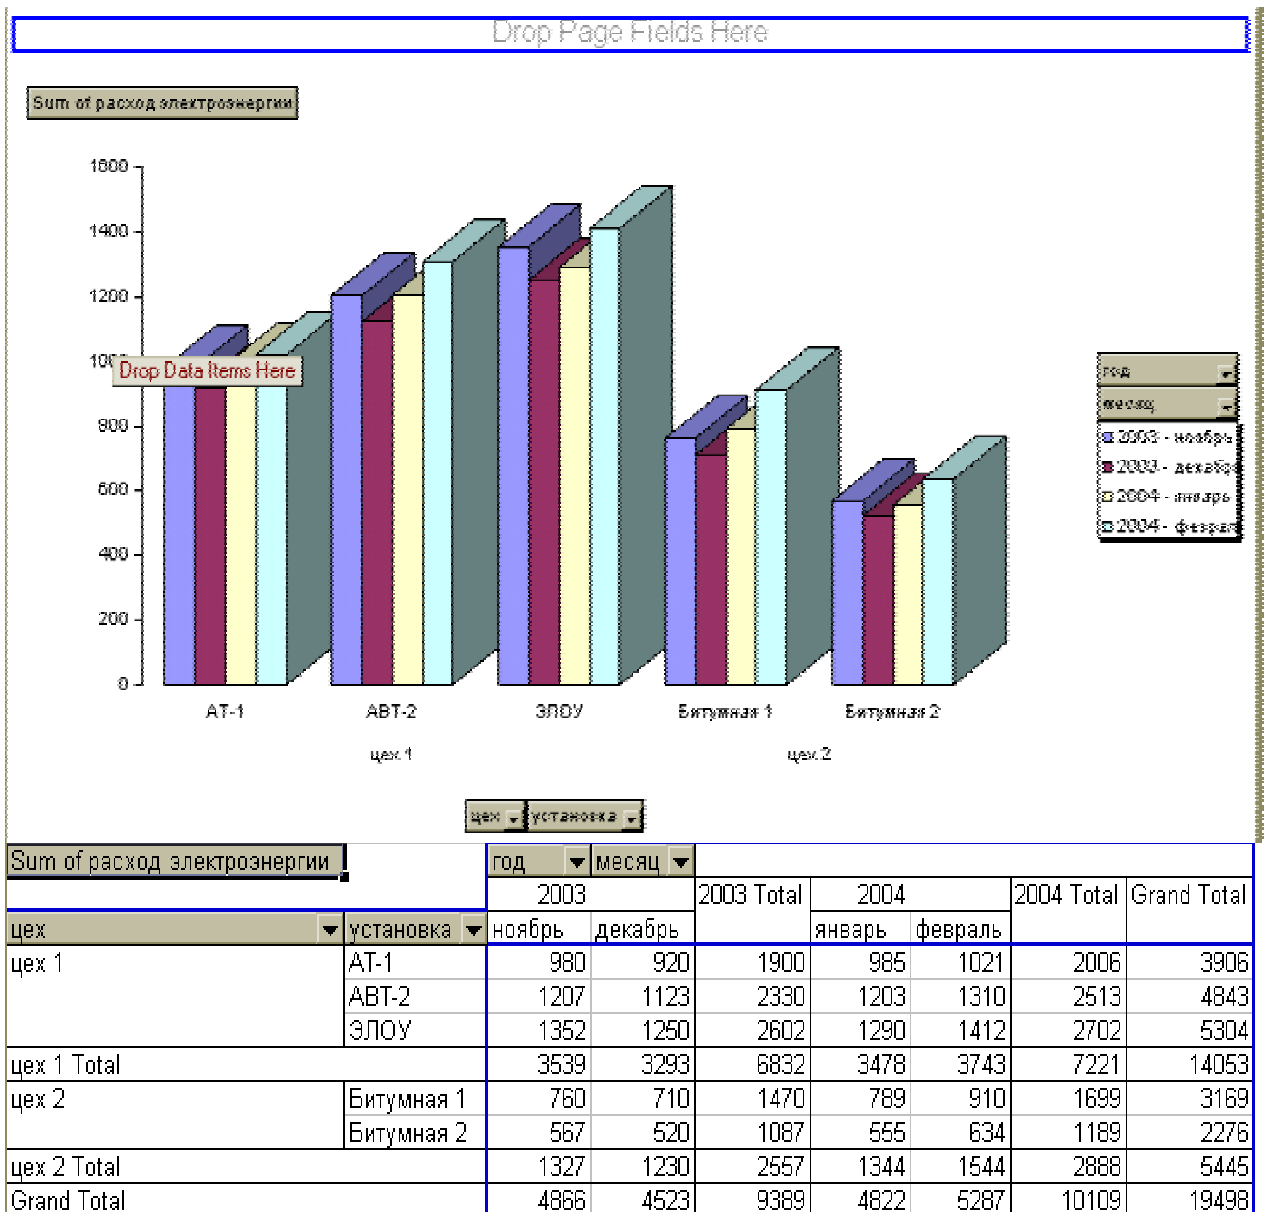 Drop Page Fields Here
Sum of расход электроэнергии
1600
1400
1200
1000
Drop Data Items Here
800
600
400
200
0
год
месяц
2003 - ноябрь
2003 - декабр
2004 - январь
2004 - феврал
АТ-1 АВТ-2 ЭЛОУ Битумная 1 Битумная 2
цех 1 цех 2
цех установка
Sum of расход электроэнергии год месяц
2003 2003 Total 2004 2004 Total Grand Total
цех установка ноябрь декабрь январь февраль
цех 1 АТ-1 980 920 1900 985 1021 2006 3906
АВТ-2 1207 1123 2330 1203 1310 2513 4843
ЭЛОУ 1352 1250 2602 1290 1412 2702 5304
цех 1 Total 3539 3293 6832 3478 3743 7221 14053
цех 2 Битумная 1 760 710 1470 789 910 1699 3169
Битумная 2 567 520 1087 555 634 1189 2276
цех 2 Total 1327 1230 2557 1344 1544 2888 5445
Grand Total 4866 4523 9389 4822 5287 10109 19498